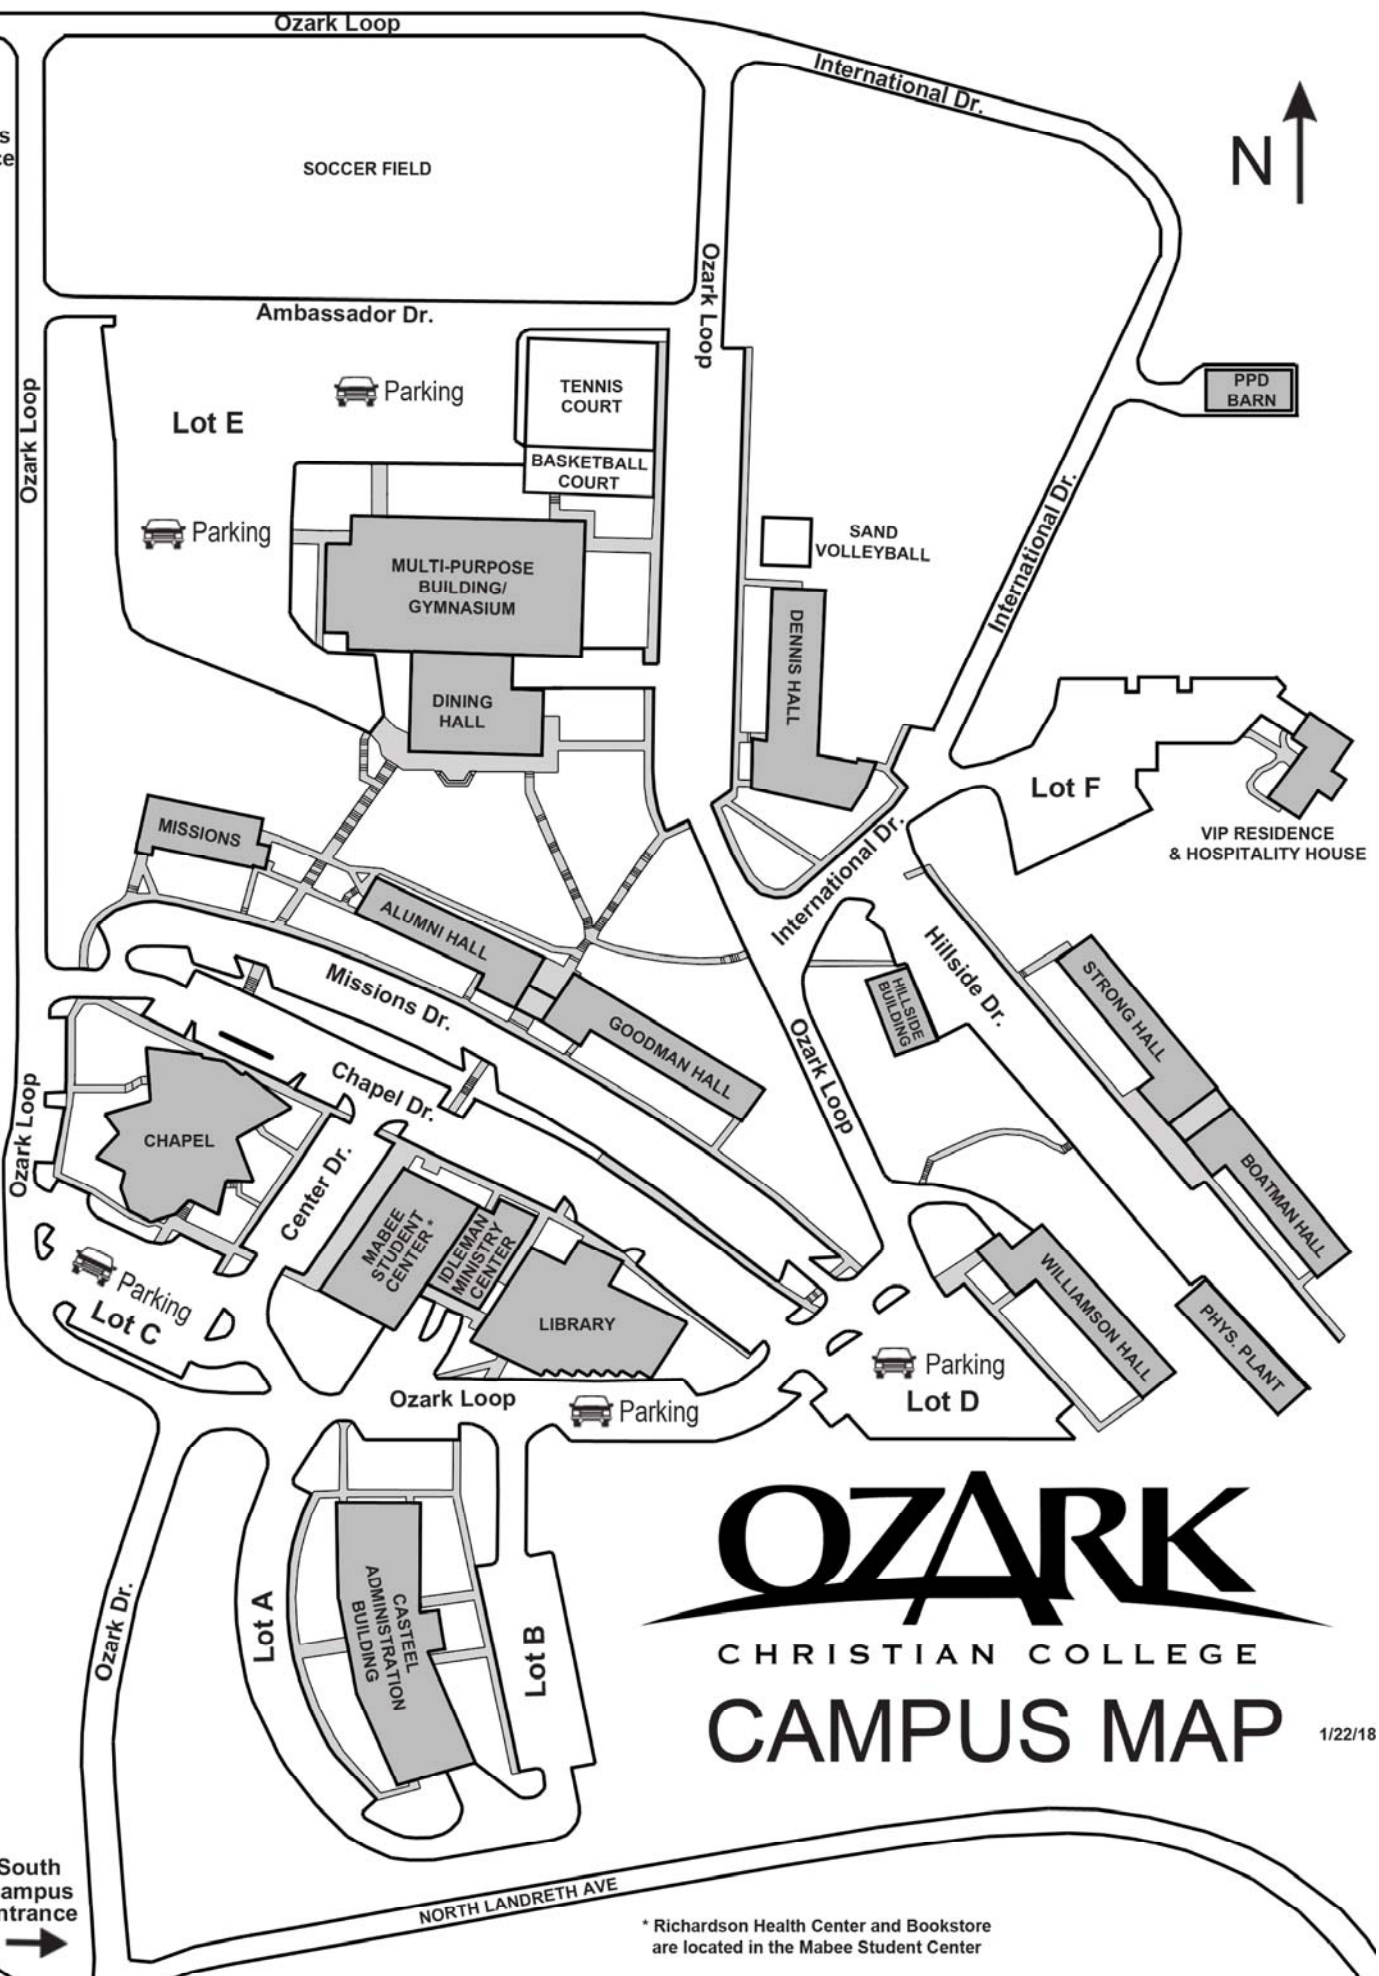 Ozark Loop
International Dr.
N
SOCCER FIELD
Ozark Loop
Ambassador Dr.
Parking
Lot E
TENNIS
COURT
PPD
BARN
Ozark Loop
BASKETBALL
COURT
Parking
SAND
VOLLEYBALL
International Dr.
MULTI-PURPOSE
BUILDING/
GYMNASIUM
DENNIS HALL
DINING
HALL
Lot F
VIP RESIDENCE
& HOSPITALITY HOUSE
MISSIONS
International Dr.
ALUMNI HALL
Hillside Dr.
Missions Dr.
HILLSIDE
BUILDING
STRONG HALL
GOODMAN HALL
Ozark Loop
Chapel Dr.
Ozark Loop
CHAPEL
Center Dr.
BOATMAN HALL
MABEE
STUDENT
CENTER*
IDLEMAN
MINISTRY
CENTER
WILLIAMSON HALL
Parking
Lot C
LIBRARY
PHYS. PLANT
Parking
Lot D
Ozark Loop
Parking
OZARK
CHRISTIAN COLLEGE
CAMPUS MAP
1/22/18
Ozark Dr.
Lot A
CASTEEL
ADMINISTRATION
BUILDING
Lot B
South
ampus
ntrance
NORTH LANDRETH AVE
* Richardson Health Center and Bookstore
are located in the Mabee Student Center